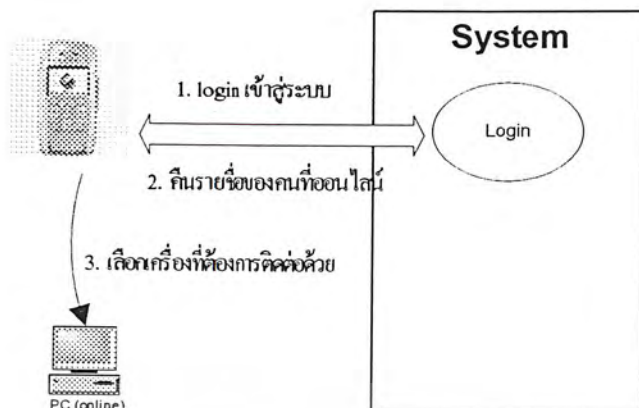 System
1. login เข้าสู่ระบบ
Login
2. คืนรายชื่อของคนที่ออนไลน์
3. เลือกเครื่องที่ต้องการติดต่อด้วย
PC (online)